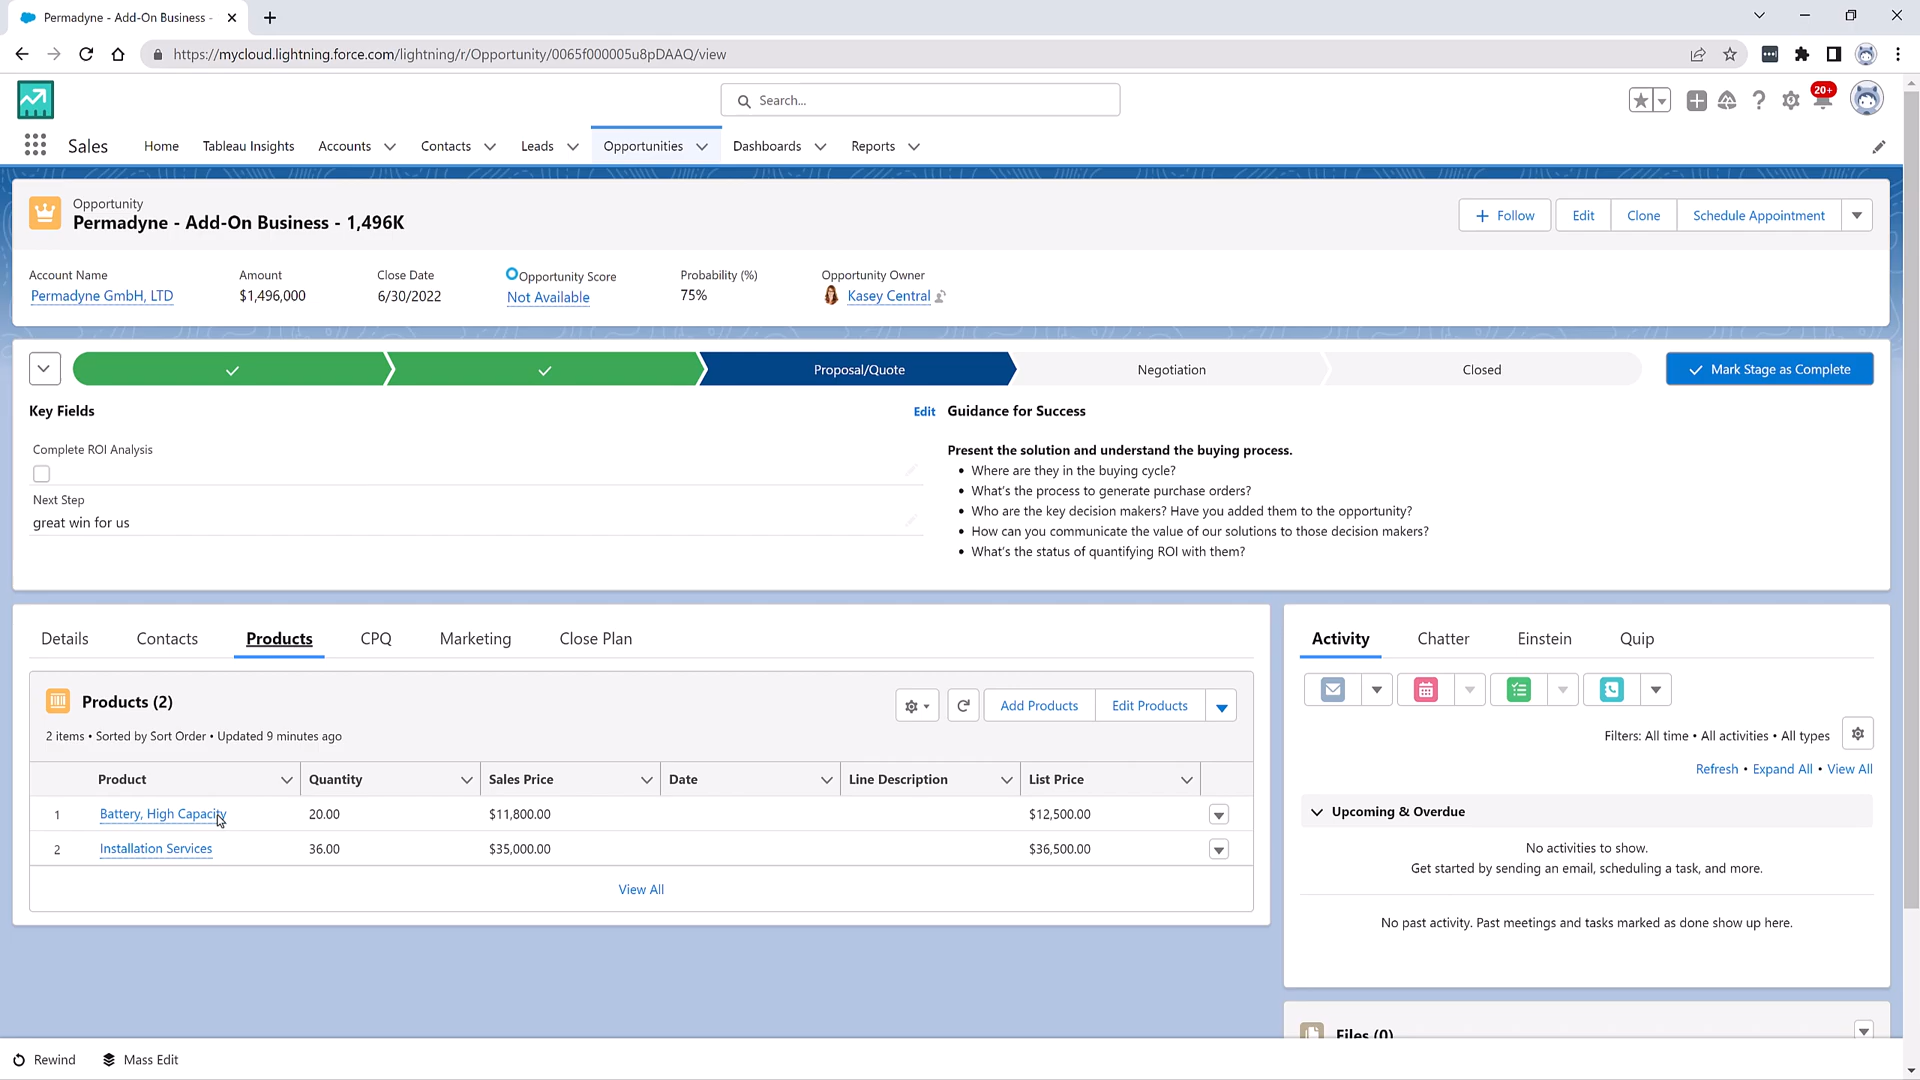 Permadyne - Add-On Business -
https://mycloud.lightning.force.com/lightning/r/Opportunity/0065f000005u8pDAAQ/view
Search...
20+
Sales
Home
Tableau Insights
Accounts
Contacts
Leads
Opportunities
Dashboards
Reports
Opportunity
Permadyne - Add-On Business - 1,496K
Follow
Edit
Clone
Schedule Appointment
Account Name
Permadyne GmbH, LTD
Amount
$1,496,000
Close Date
6/30/2022
Opportunity Score
Not Available
Probability (%)
75%
Opportunity Owner
Kasey Central
Proposal/Quote
Negotiation
Closed
Mark Stage as Complete
Key Fields
Edit
Complete ROI Analysis
Next Step
great win for us
Guidance for Success
Present the solution and understand the buying process.
• Where are they in the buying cycle?
• What's the process to generate purchase orders?
• Who are the key decision makers? Have you added them to the opportunity?
• How can you communicate the value of our solutions to those decision makers?
• What's the status of quantifying ROI with them?
Details
Contacts
Products
CPQ
Marketing
Close Plan
Products (2)
Add Products
Edit Products
2 items • Sorted by Sort Order • Updated 9 minutes ago
Product
Quantity
Sales Price
Date
Line Description
List Price
1 Battery, High Capacity 20.00 $11,800.00 $12,500.00
2 Installation Services 36.00 $35,000.00 $36,500.00
View All
Activity
Chatter
Einstein
Quip
Filters: All time • All activities • All types
Refresh • Expand All • View All
Upcoming & Overdue
No activities to show.
Get started by sending an email, scheduling a task, and more.
No past activity. Past meetings and tasks marked as done show up here.
Files (0)
Rewind
Mass Edit